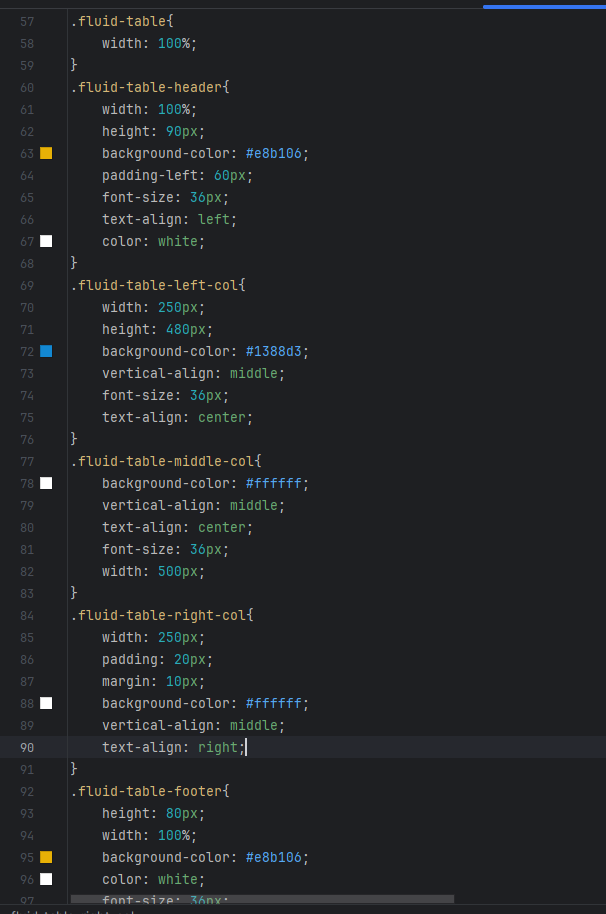 57 .fluid-table{
58 width: 100%;
59 }
60 .fluid-table-header{
61 width: 100%;
62 height: 90px;
63 background-color: #e8b106;
64 padding-left: 60px;
65 font-size: 36px;
66 text-align: left;
67 color: white;
68 }
69 .fluid-table-left-col{
70 width: 250px;
71 height: 480px;
72 background-color: #1388d3;
73 vertical-align: middle;
74 font-size: 36px;
75 text-align: center;
76 }
77 .fluid-table-middle-col{
78 background-color: #ffffff;
79 vertical-align: middle;
80 text-align: center;
81 font-size: 36px;
82 width: 500px;
83 }
84 .fluid-table-right-col{
85 width: 250px;
86 padding: 20px;
87 margin: 10px;
88 background-color: #ffffff;
89 vertical-align: middle;
90 text-align: right;
91 }
92 .fluid-table-footer{
93 height: 80px;
94 width: 100%;
95 background-color: #e8b106;
96 color: white;
97 font-size: 36px;